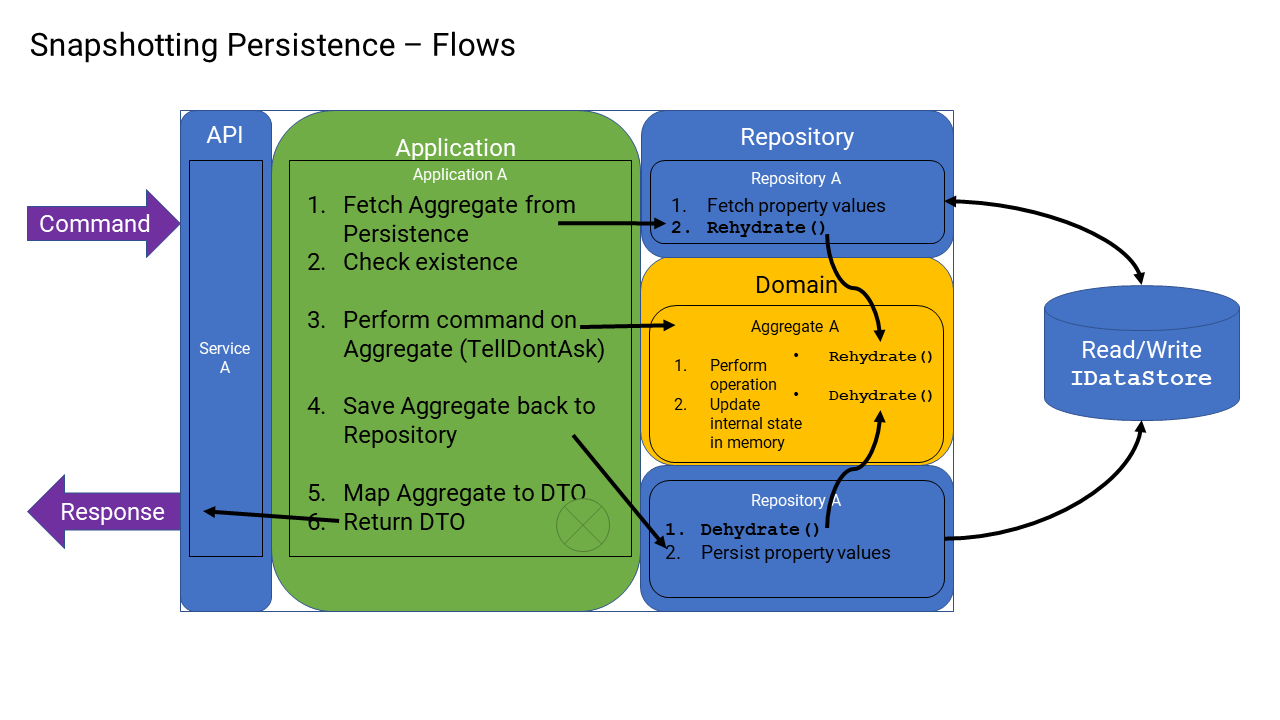 Snapshotting Persistence – Flows
API
Service
A
Command
Response
Application
Application A
1. Fetch Aggregate from
Persistence
2. Check existence
3. Perform command on
Aggregate (TellDontAsk)
4. Save Aggregate back to
Repository
5. Map Aggregate to DTO
6. Return DTO
Repository
Repository A
1. Fetch property values
2. Rehydrate()
Domain
Aggregate A
1. Perform
operation
2. Update
internal state
in memory
• Rehydrate()
• Dehydrate()
Repository A
1. Dehydrate()
2. Persist property values
Read/Write
IDataStore